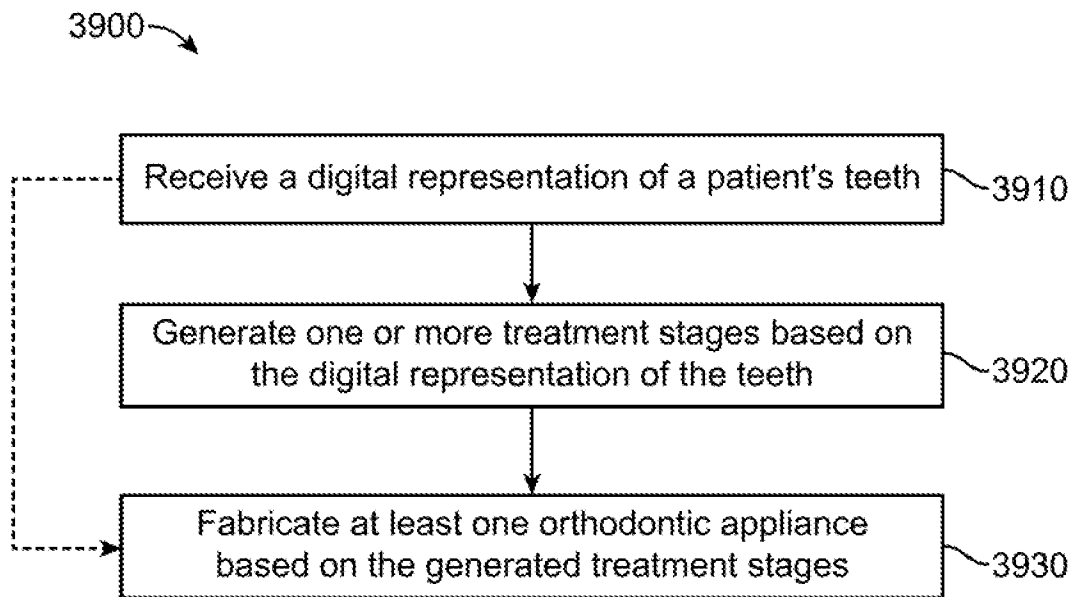 3900
Receive a digital representation of a patient's teeth
3910
Generate one or more treatment stages based on
the digital representation of the teeth
3920
Fabricate at least one orthodontic appliance
based on the generated treatment stages
3930